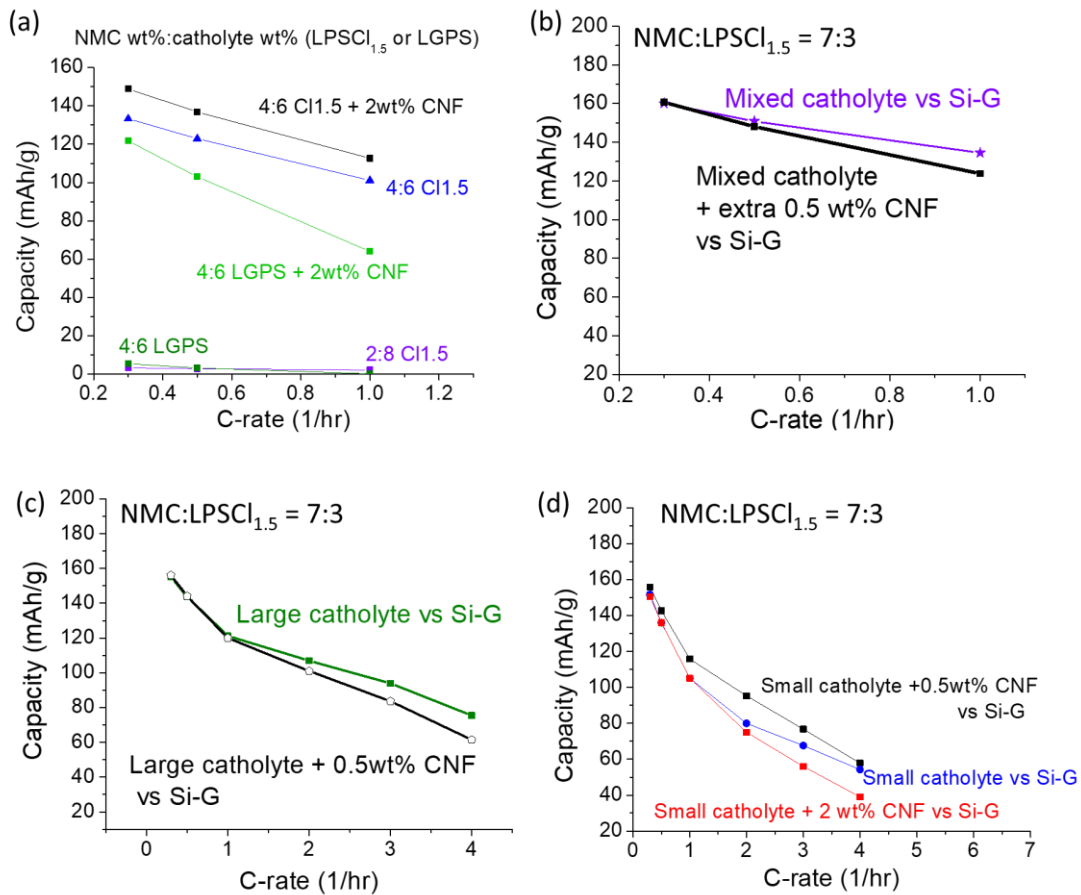 (a)
NMC wt%:catholyte wt% (LPSCl1.5 or LGPS)
160
140
120
100
80
60
40
20
0
Capacity (mAh/g)
4:6 Cl1.5 + 2wt% CNF
4:6 Cl1.5
4:6 LGPS + 2wt% CNF
4:6 LGPS
2:8 Cl1.5
0.2 0.4 0.6 0.8 1.0 1.2
C-rate (1/hr)
(b)
NMC:LPSCl1.5 = 7:3
200
180
160
140
120
100
80
60
40
20
Capacity (mAh/g)
Mixed catholyte vs Si-G
Mixed catholyte
+ extra 0.5 wt% CNF
vs Si-G
0.2 0.4 0.6 0.8 1.0
C-rate (1/hr)
(c)
NMC:LPSCl1.5 = 7:3
200
180
160
140
120
100
80
60
40
20
Capacity (mAh/g)
Large catholyte vs Si-G
Large catholyte + 0.5wt% CNF
vs Si-G
0 1 2 3 4
C-rate (1/hr)
(d)
NMC:LPSCl1.5 = 7:3
200
180
160
140
120
100
80
60
40
20
Capacity (mAh/g)
Small catholyte +0.5wt% CNF
vs Si-G
Small catholyte vs Si-G
Small catholyte + 2 wt% CNF vs Si-G
0 1 2 3 4 5 6 7
C-rate (1/hr)